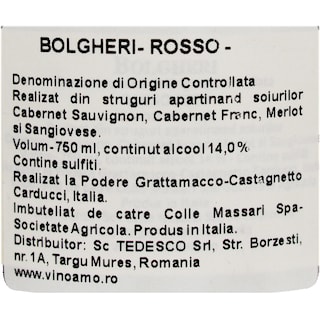 BOLGHERI- ROSSO -
Denominazione di Origine Controllata
Realizat din struguri apartinand soiurilor
Cabernet Sauvignon, Cabernet Franc, Merlot
si Sangiovese.
Volum-750 ml, continut alcool 14,0%
Contine sulfiti.
Realizat la Podere Grattamacco-Castagnetto
Carducci, Italia.
Imbuteliat de catre Colle Massari Spa-
Societate Agricola. Produs in Italia.
Distribuitor: Sc TEDESCO Srl, Str. Borzesti,
nr. 1A, Targu Mures, Romania
www.vinoamo.ro